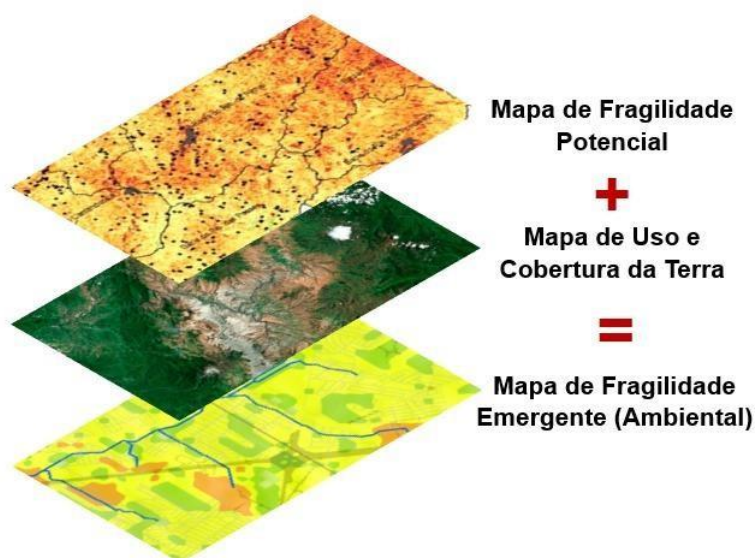 Mapa de Fragilidade
Potencial
+
Mapa de Uso e
Cobertura da Terra
=
Mapa de Fragilidade
Emergente (Ambiental)